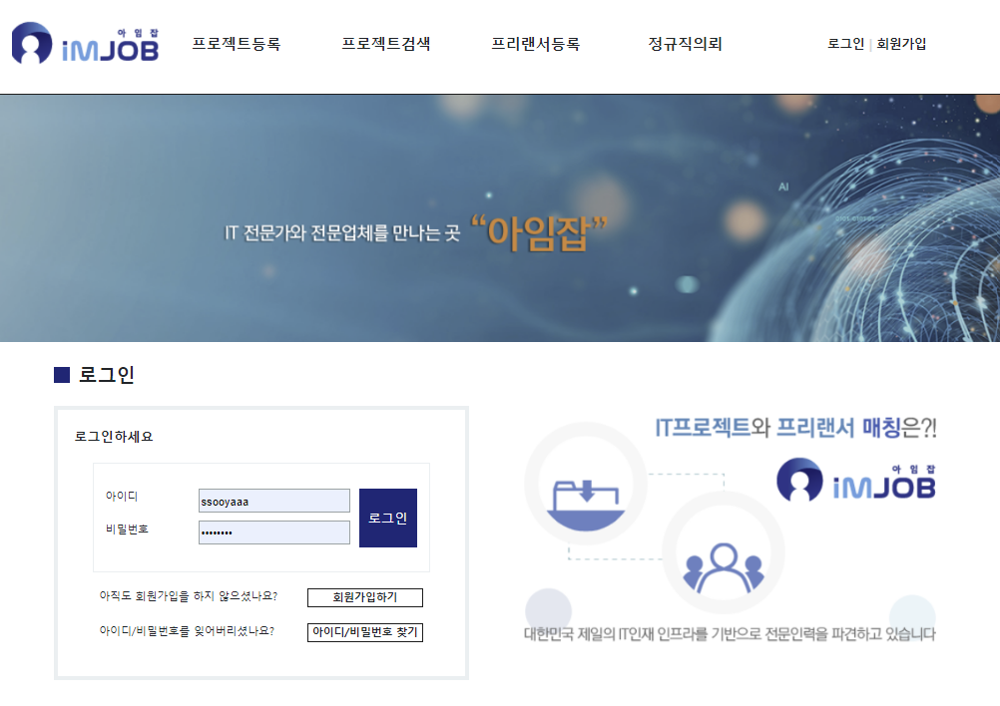 아 임 잡
iMJOB 프로젝트등록 프로젝트검색 프리랜서등록 정규직의뢰 로그인 | 회원가입
AI
IT 전문가와 전문업체를 만나는 곳 “아임잡”
로그인
로그인하세요
아이디 ssooyaaa
로그인
비밀번호 ••••••••
아직도 회원가입을 하지 않으셨나요? 회원가입하기
아이디/비밀번호를 잊어버리셨나요? 아이디/비밀번호 찾기
IT프로젝트와 프리랜서 매칭은?!
아 임 잡
iMJOB
대한민국 제일의 IT인재 인프라를 기반으로 전문인력을 파견하고 있습니다